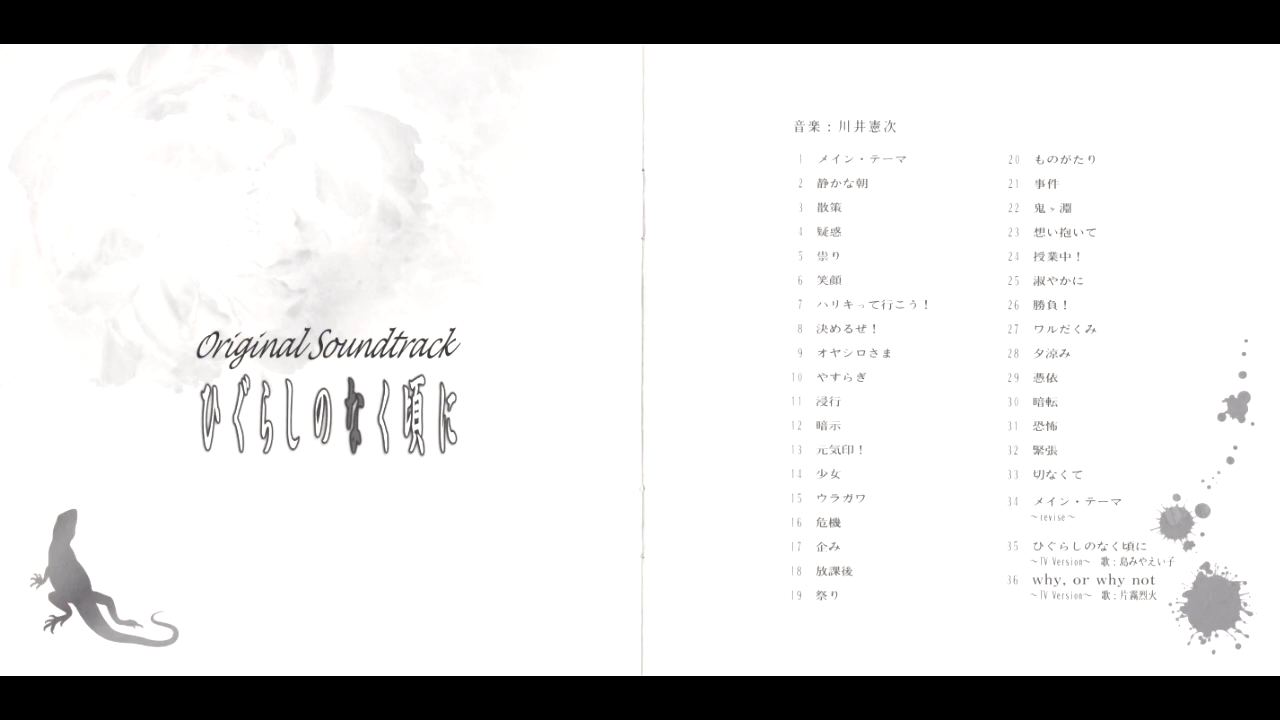 Original Soundtrack
ひぐらしのなく頃に
音楽：川井憲次
1 メイン・テーマ
2 静かな朝
3 散策
4 疑惑
5 祟り
6 笑顔
7 ハリキって行こう！
8 決めるぜ！
9 オヤシロさま
10 やすらぎ
11 浸行
12 暗示
13 元気印！
14 少女
15 ウラガワ
16 危機
17 企み
18 放課後
19 祭り
20 ものがたり
21 事件
22 鬼ヶ淵
23 想い抱いて
24 授業中！
25 淑やかに
26 勝負！
27 ワルだくみ
28 夕涼み
29 憑依
30 暗転
31 恐怖
32 緊張
33 切なくて
34 メイン・テーマ
～revise～
35 ひぐらしのなく頃に
～TV Version～ 歌：島みやえい子
36 why, or why not
～TV Version～ 歌：片霧烈火